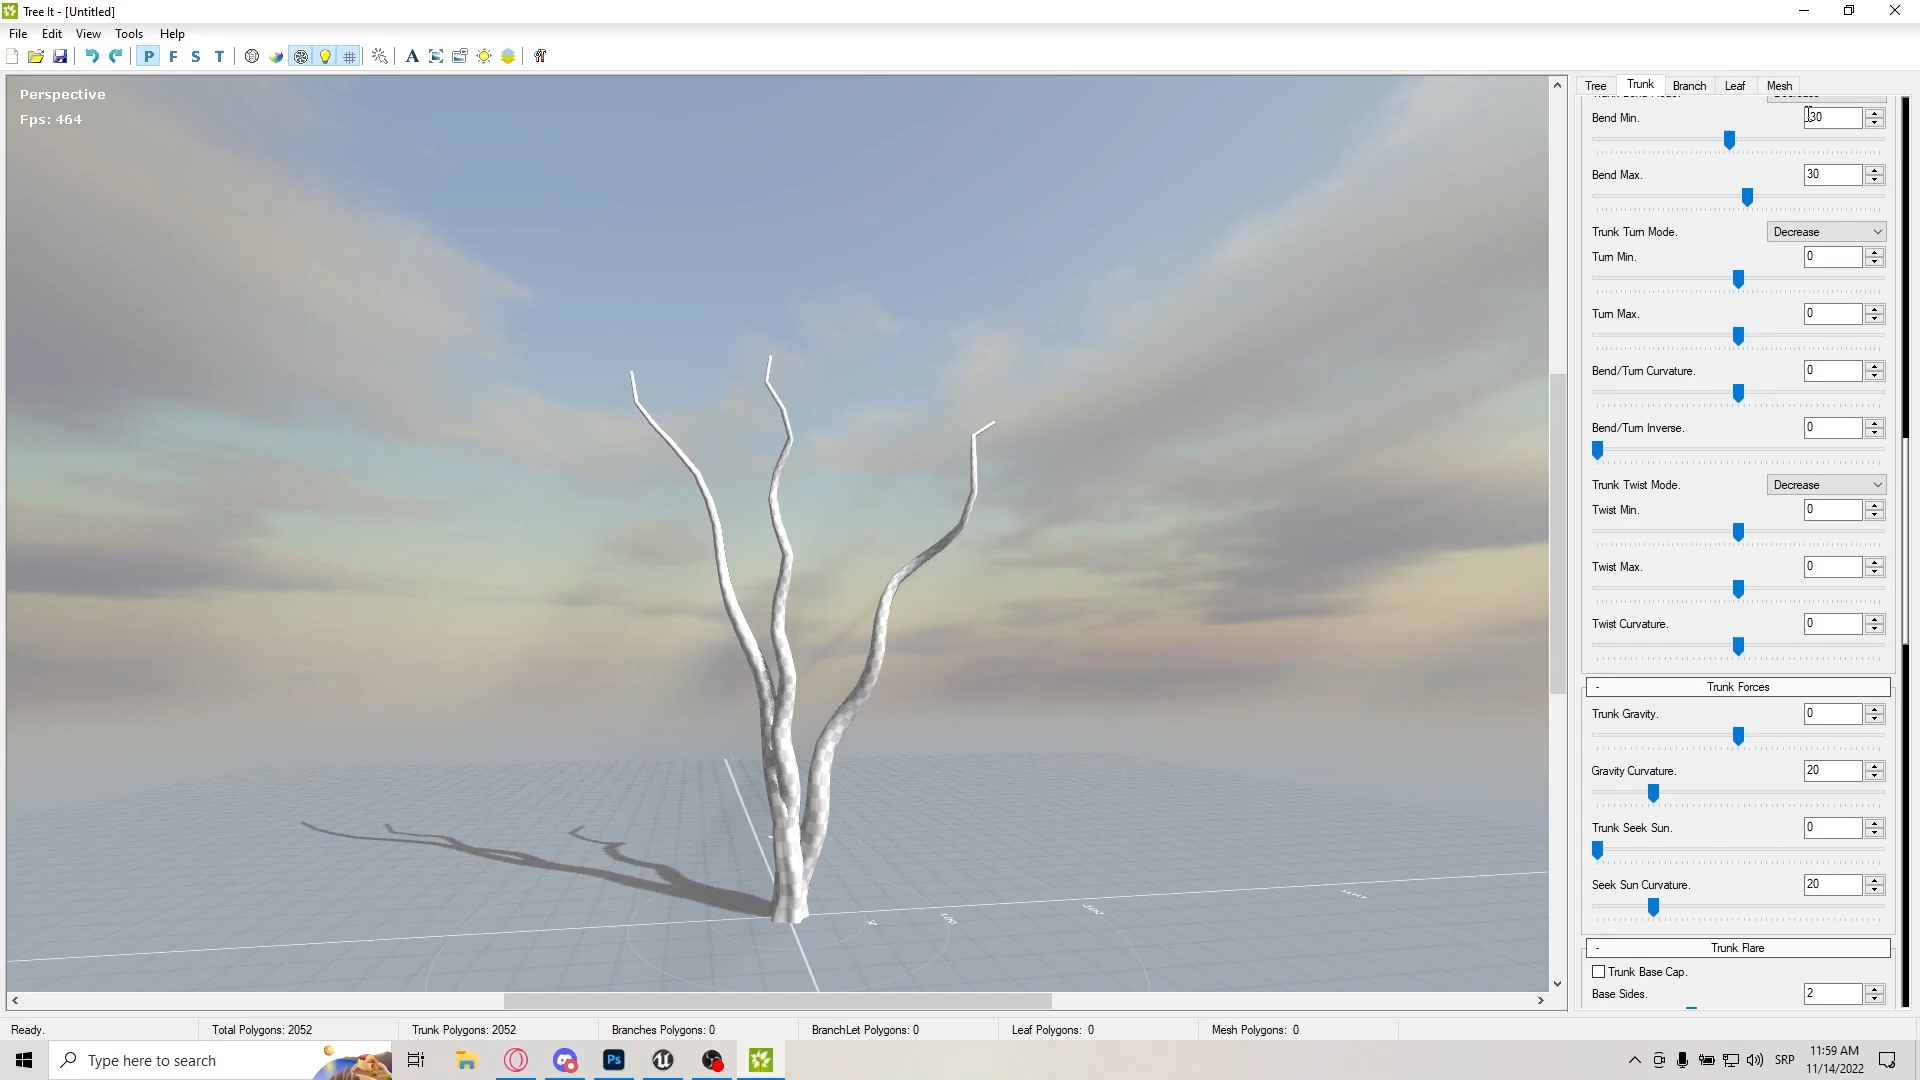 Tree It - [Untitled]
File Edit View Tools Help
P F S T A
Perspective
Fps: 464
Tree Trunk Branch Leaf Mesh
Bend Min. 30
Bend Max. 30
Trunk Turn Mode. Decrease
Turn Min. 0
Turn Max. 0
Bend/Turn Curvature. 0
Bend/Turn Inverse. 0
Trunk Twist Mode. Decrease
Twist Min. 0
Twist Max. 0
Twist Curvature. 0
- Trunk Forces
Trunk Gravity. 0
Gravity Curvature. 20
Trunk Seek Sun. 0
Seek Sun Curvature. 20
- Trunk Flare
Trunk Base Cap.
Base Sides. 2
Ready. Total Polygons: 2052 Trunk Polygons: 2052 Branches Polygons: 0 BranchLet Polygons: 0 Leaf Polygons: 0 Mesh Polygons: 0
Type here to search
Ps
SRP
11:59 AM
11/14/2022